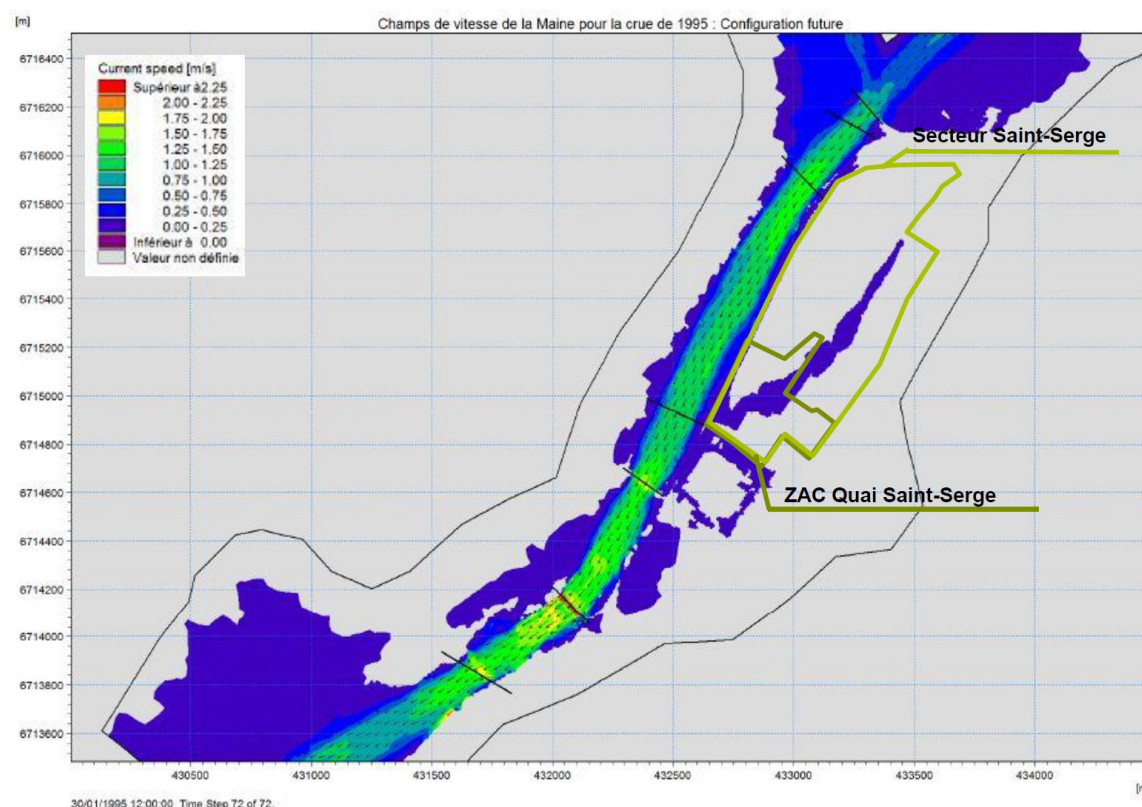 [m]
Champs de vitesse de la Maine pour la crue de 1995 : Configuration future
6716400
6716200
6716000
6715800
6715600
6715400
6715200
6715000
6714800
6714600
6714400
6714200
6714000
6713800
6713600
Current speed [m/s]
Supérieur à 2.25
2.00 - 2.25
1.75 - 2.00
1.50 - 1.75
1.25 - 1.50
1.00 - 1.25
0.75 - 1.00
0.50 - 0.75
0.25 - 0.50
0.00 - 0.25
Inférieur à 0.00
Valeur non définie
Secteur Saint-Serge
ZAC Quai Saint-Serge
430500 431000 431500 432000 432500 433000 433500 434000
30/01/1995 12:00:00 Time Step 72 of 72.